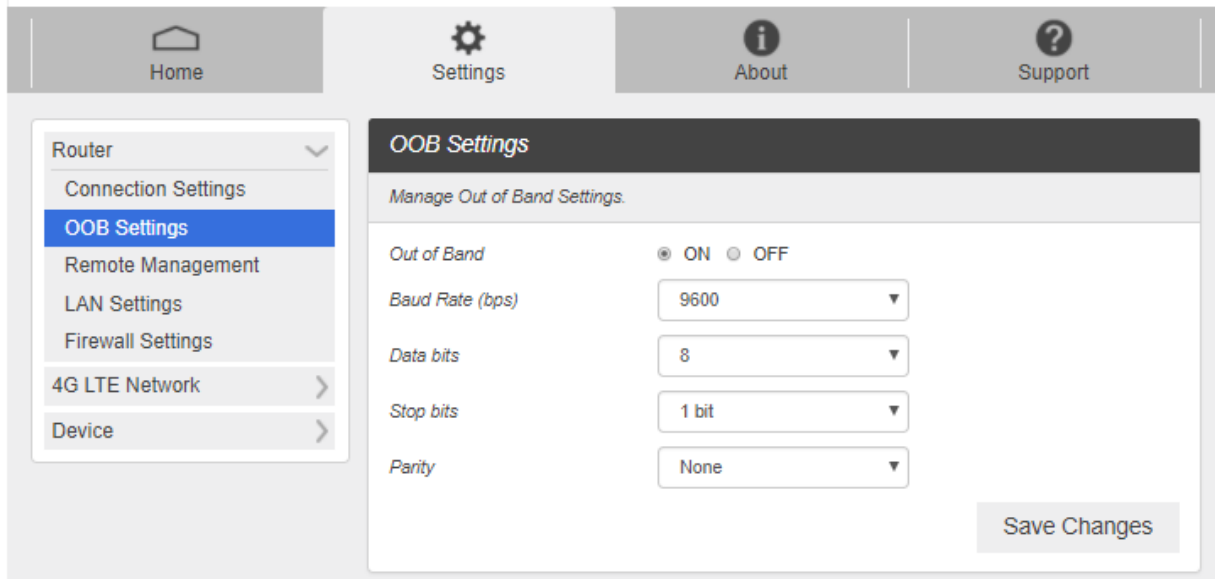 Home
Settings
About
Support
Router
Connection Settings
OOB Settings
Remote Management
LAN Settings
Firewall Settings
4G LTE Network
Device
OOB Settings
Manage Out of Band Settings.
Out of Band ON OFF
Baud Rate (bps) 9600
Data bits 8
Stop bits 1 bit
Parity None
Save Changes